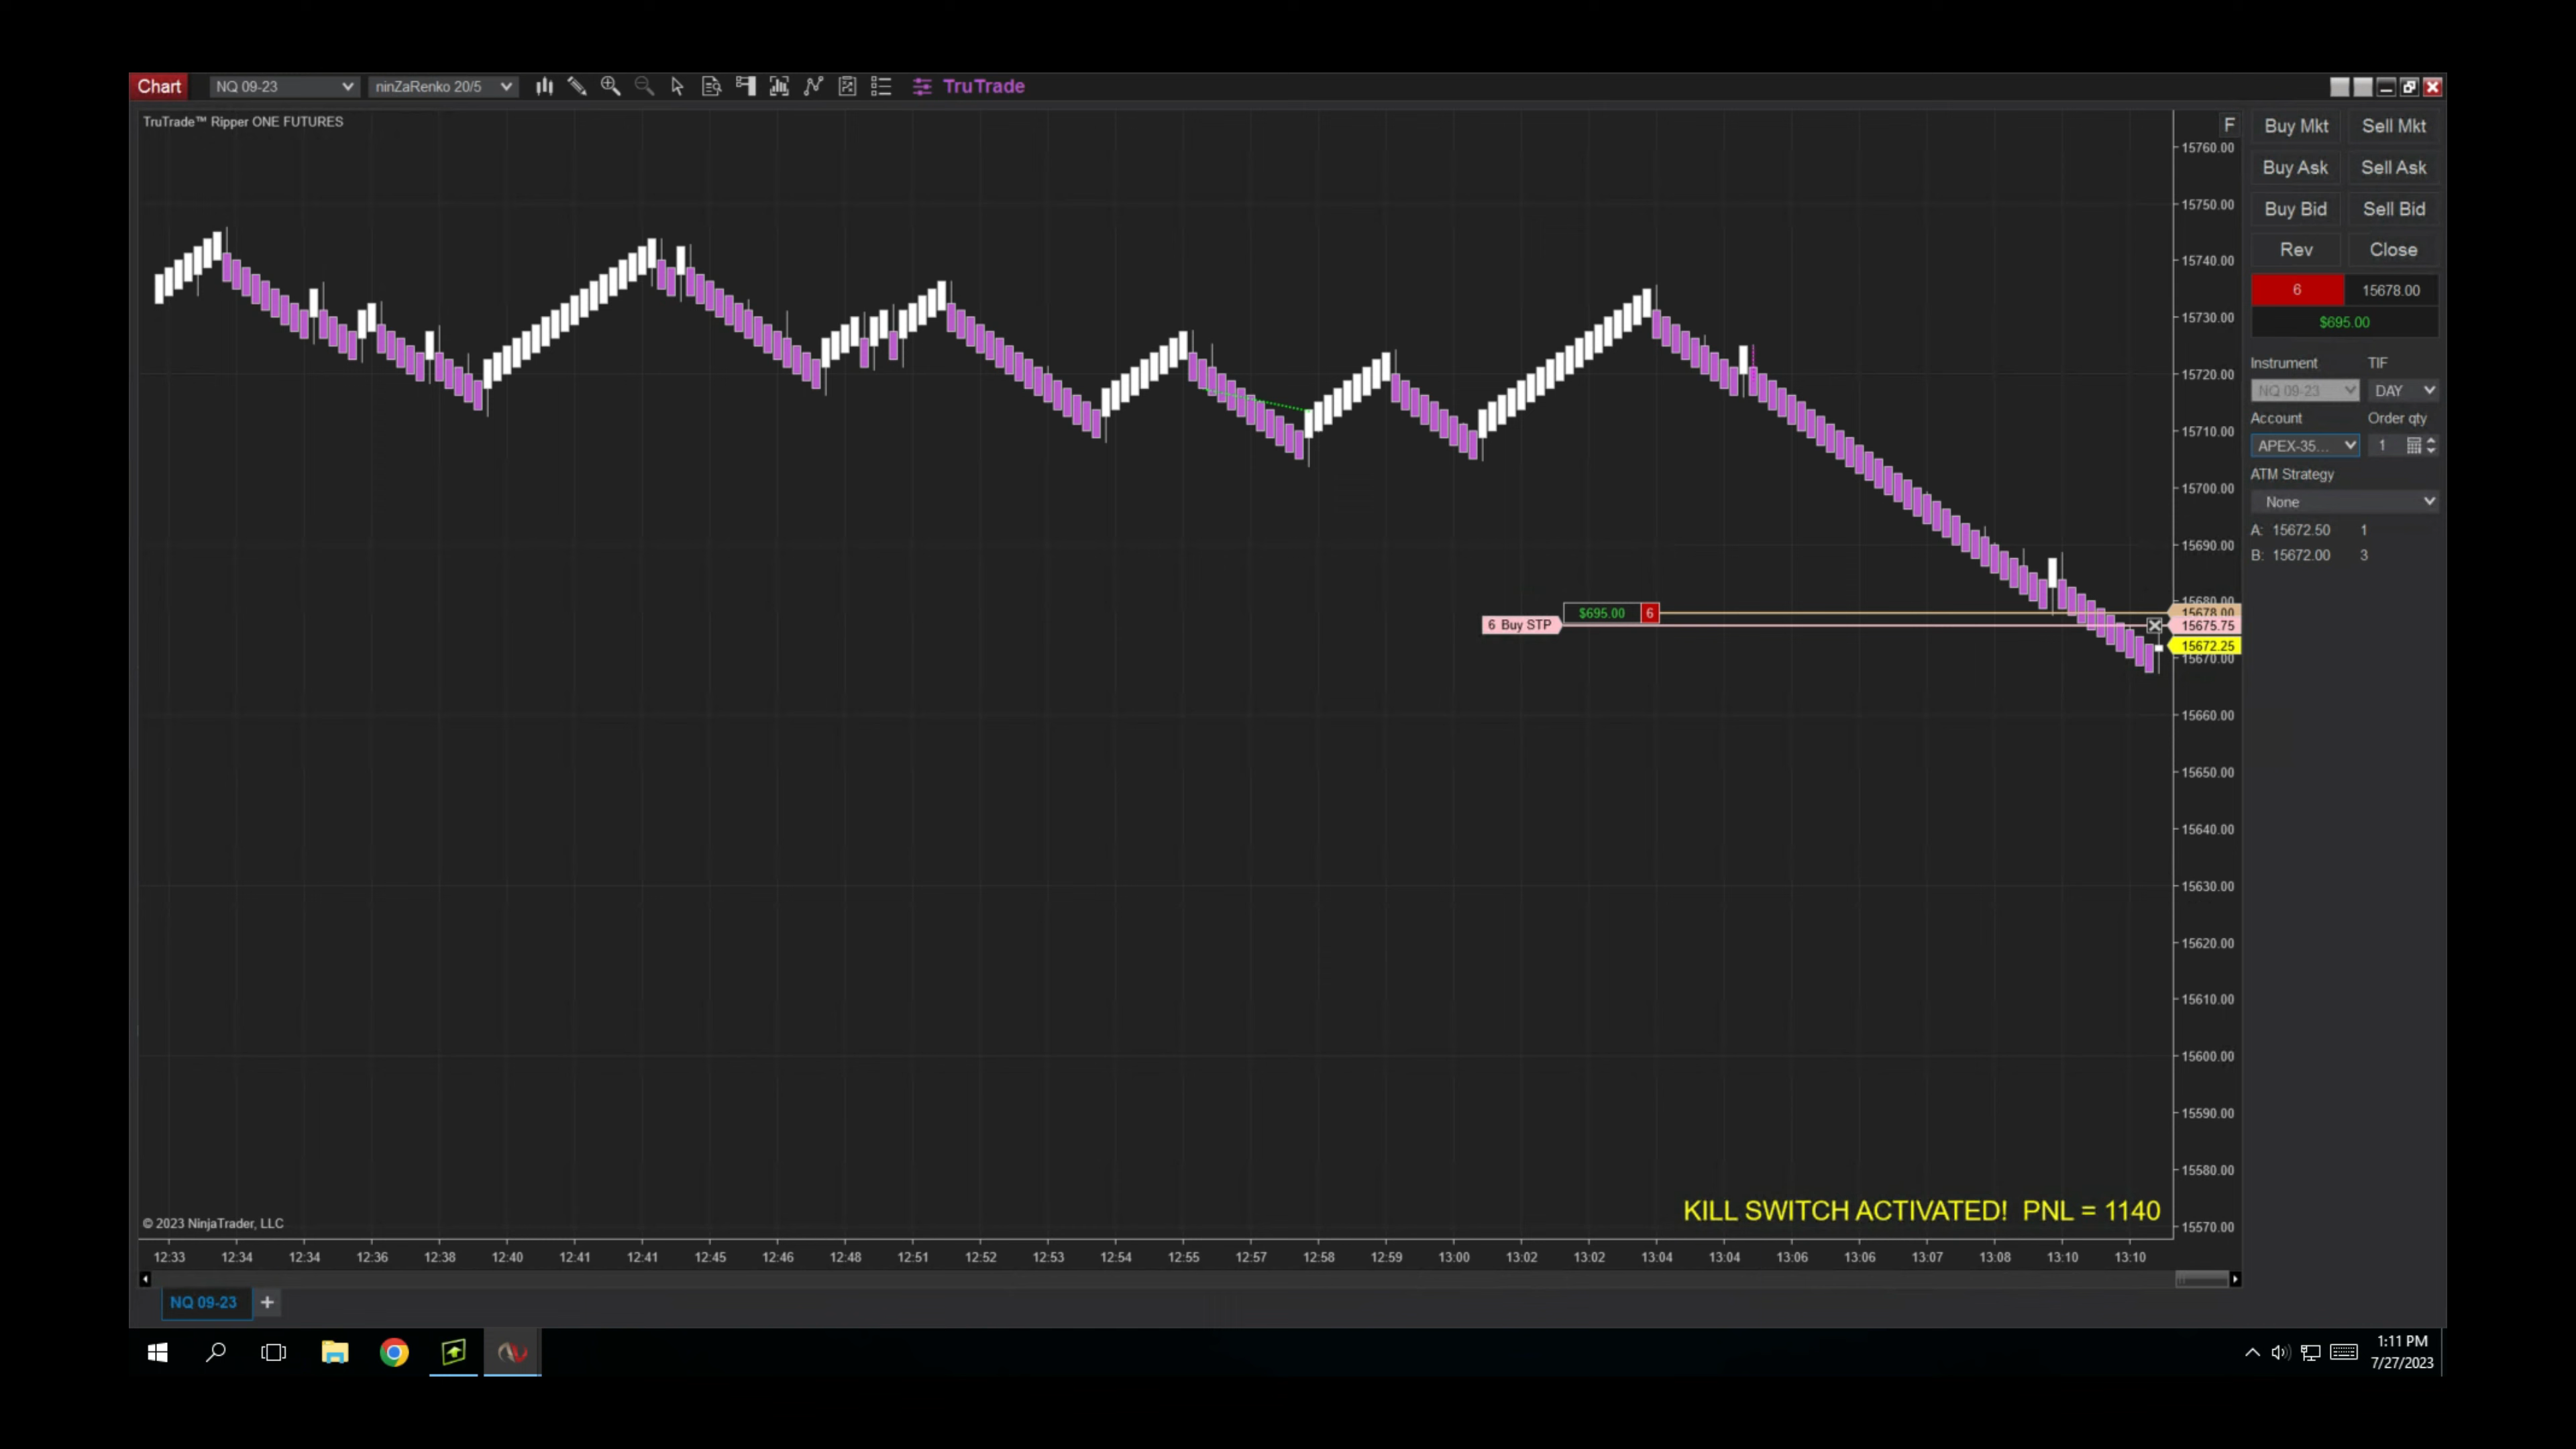 Chart NQ 09-23 ninZaRenko 20/5 TruTrade
TruTrade™ Ripper ONE FUTURES
F
15760.00
15750.00
15740.00
15730.00
15720.00
15710.00
15700.00
15690.00
15680.00
15678.00
15675.75
15672.25
15670.00
15660.00
15650.00
15640.00
15630.00
15620.00
15610.00
15600.00
15590.00
15580.00
15570.00
Buy Mkt Sell Mkt
Buy Ask Sell Ask
Buy Bid Sell Bid
Rev Close
6 15678.00
$695.00
Instrument TIF
NQ 09-23 DAY
Account Order qty
APEX-35... 1
ATM Strategy
None
A: 15672.50 1
B: 15672.00 3
$695.00 6
6 Buy STP
KILL SWITCH ACTIVATED! PNL = 1140
© 2023 NinjaTrader, LLC
12:33 12:34 12:34 12:36 12:38 12:40 12:41 12:41 12:45 12:46 12:48 12:51 12:52 12:53 12:54 12:55 12:57 12:58 12:59 13:00 13:02 13:02 13:04 13:04 13:06 13:06 13:07 13:08 13:10 13:10
NQ 09-23 +
1:11 PM
7/27/2023